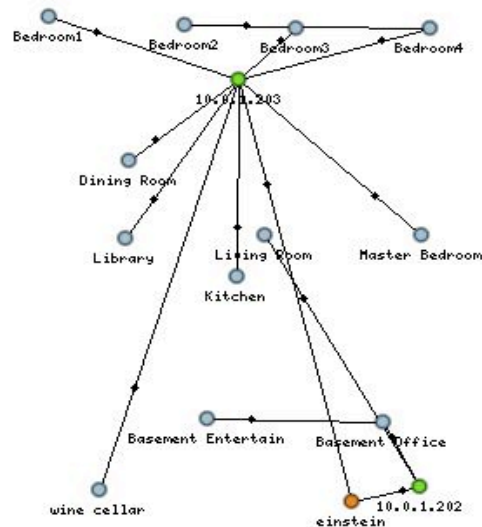 Bedroom1
Bedroom2
Bedroom3
Bedroom4
10.0.1.203
Dining Room
Library
Living Room
Master Bedroom
Kitchen
Basement Entertain
Basement Office
wine cellar
10.0.1.202
einstein